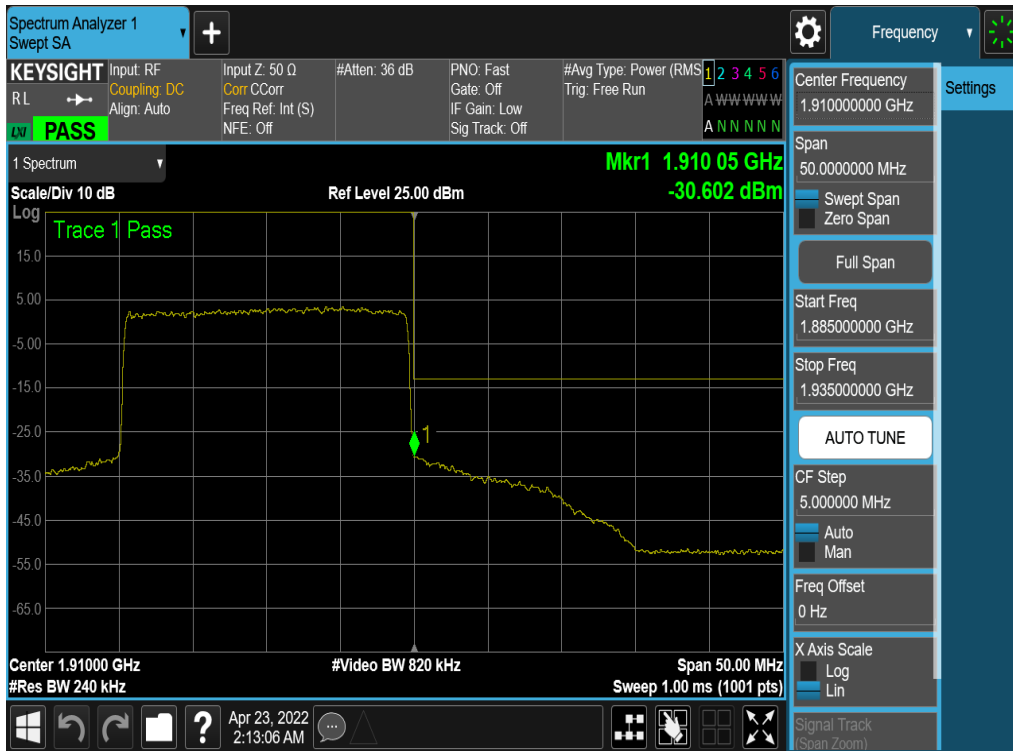 Spectrum Analyzer 1
Swept SA
+
Frequency
KEYSIGHT
R L
LXI PASS
Input: RF
Coupling: DC
Align: Auto
Input Z: 50 Ω
Corr CCorr
Freq Ref: Int (S)
NFE: Off
#Atten: 36 dB
PNO: Fast
Gate: Off
IF Gain: Low
Sig Track: Off
#Avg Type: Power (RMS
Trig: Free Run
1 2 3 4 5 6
A W W W W W
A N N N N N
1 Spectrum
Scale/Div 10 dB
Log
Ref Level 25.00 dBm
Mkr1 1.910 05 GHz
-30.602 dBm
Trace 1 Pass
15.0
5.00
-5.00
-15.0
-25.0
-35.0
-45.0
-55.0
-65.0
1
Center 1.91000 GHz
#Res BW 240 kHz
#Video BW 820 kHz
Span 50.00 MHz
Sweep 1.00 ms (1001 pts)
Center Frequency
1.910000000 GHz
Span
50.0000000 MHz
Swept Span
Zero Span
Full Span
Start Freq
1.885000000 GHz
Stop Freq
1.935000000 GHz
AUTO TUNE
CF Step
5.000000 MHz
Auto
Man
Freq Offset
0 Hz
X Axis Scale
Log
Lin
Signal Track
(Span Zoom)
Settings
?
Apr 23, 2022
2:13:06 AM